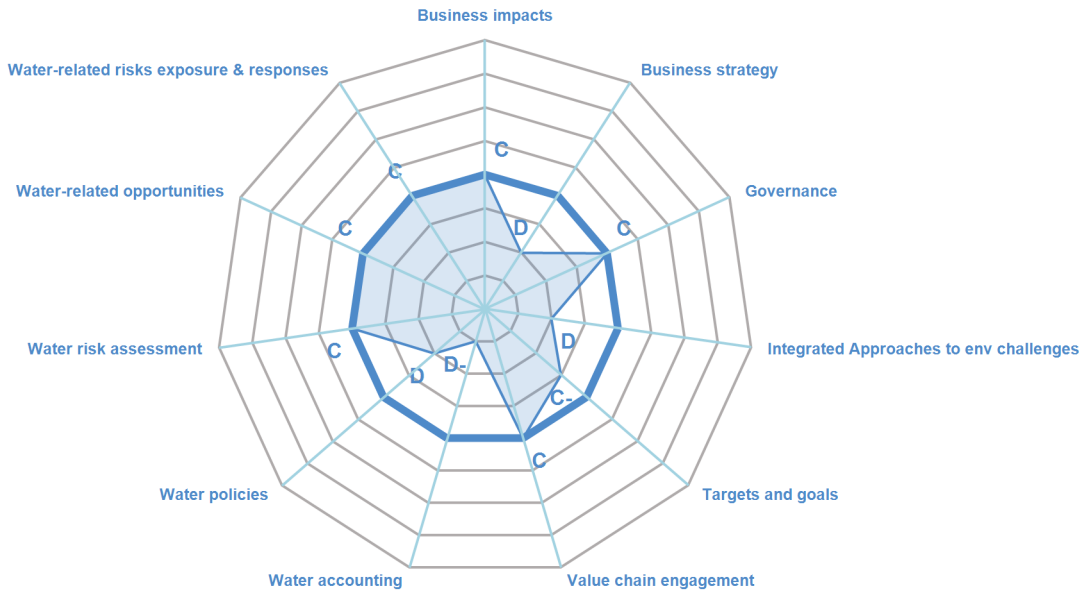 Business impacts
Water-related risks exposure & responses
Business strategy
C
C
Water-related opportunities
Governance
C
D
C
Water risk assessment
Integrated Approaches to env challenges
C
D
D-
D
C-
C
Water policies
Targets and goals
Water accounting
Value chain engagement